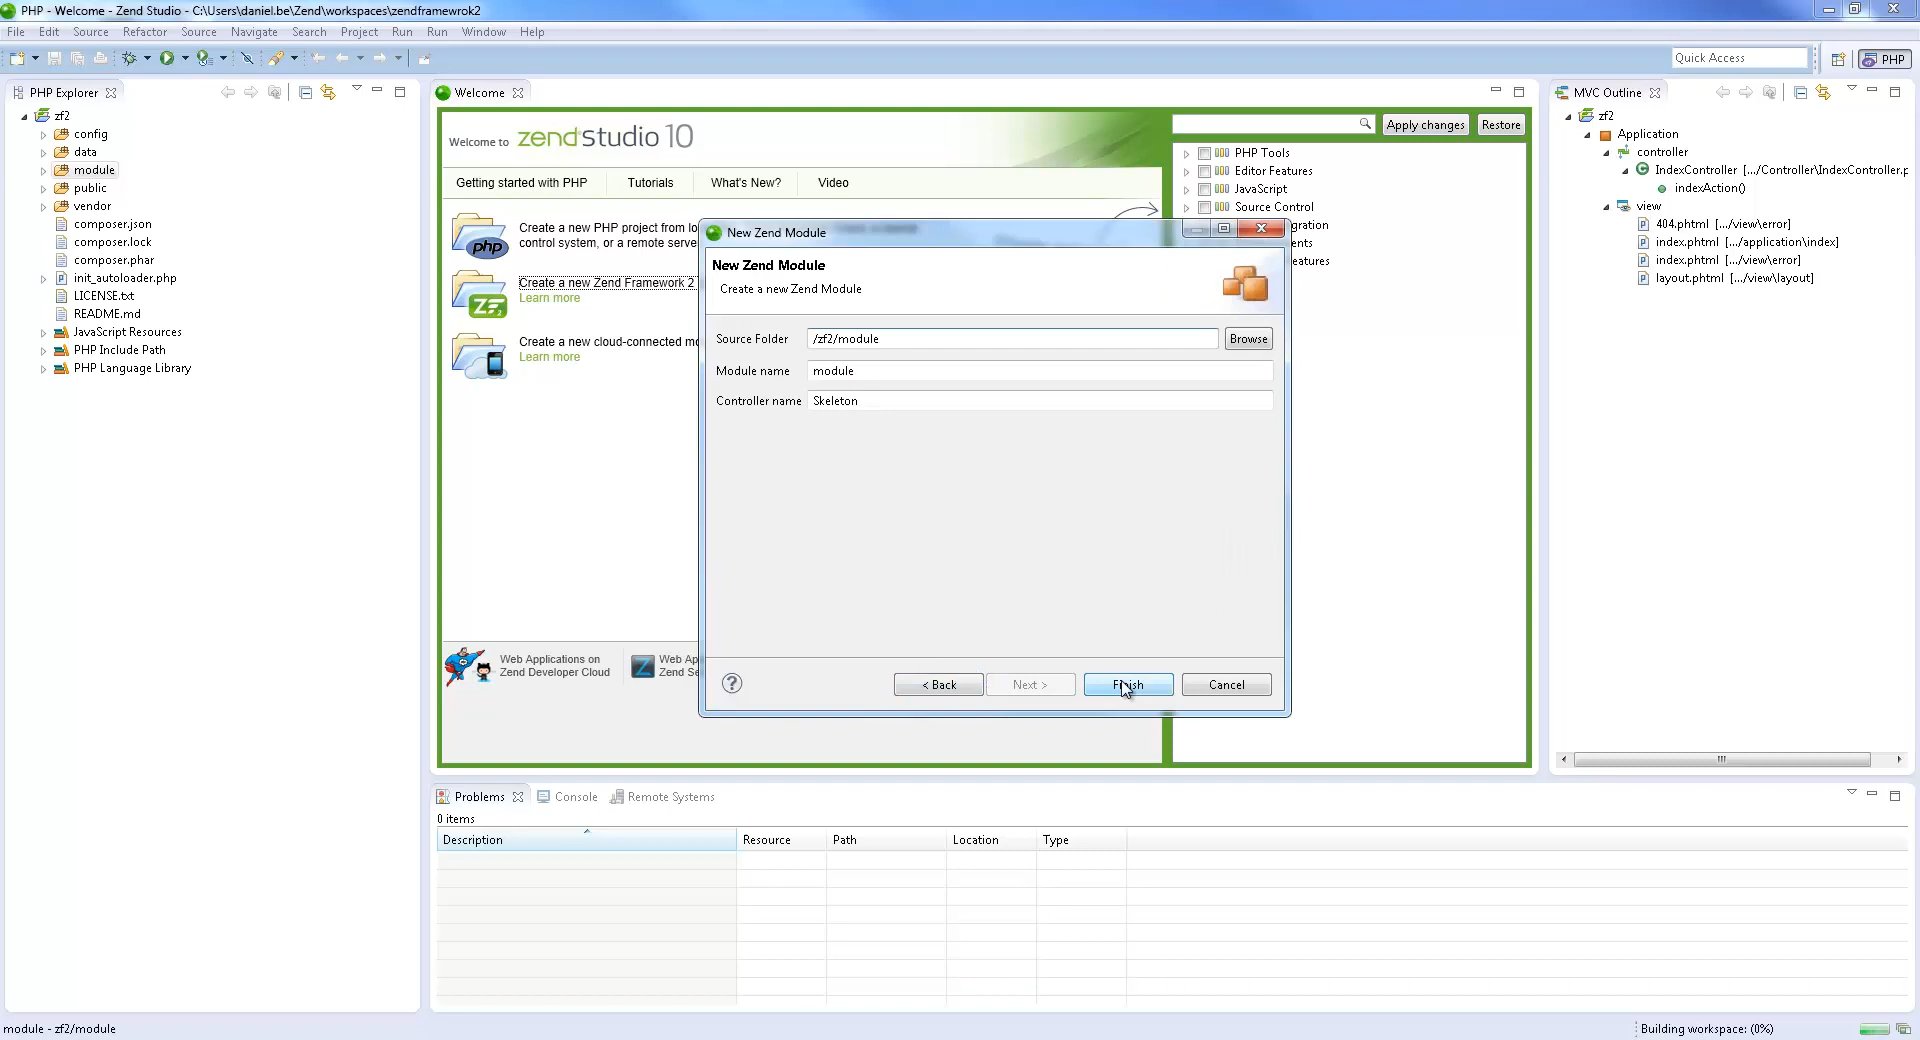 PHP - Welcome - Zend Studio - C:\Users\daniel.be\Zend\workspaces\zendframewrok2
File Edit Source Refactor Source Navigate Search Project Run Run Window Help
Quick Access
PHP
PHP Explorer
zf2
config
data
module
public
vendor
composer.json
composer.lock
composer.phar
init_autoloader.php
LICENSE.txt
README.md
JavaScript Resources
PHP Include Path
PHP Language Library
Welcome
Welcome to zend studio 10
Apply changes
Restore
Getting started with PHP
Tutorials
What's New?
Video
php
Create a new PHP project from lo
control system, or a remote serve
ZF2
Create a new Zend Framework 2
Learn more
Create a new cloud-connected mo
Learn more
Web Applications on
Zend Developer Cloud
Web Ap
Zend Se
PHP Tools
Editor Features
JavaScript
Source Control
gration
ents
eatures
New Zend Module
New Zend Module
Create a new Zend Module
Source Folder /zf2/module Browse
Module name module
Controller name Skeleton
? < Back Next > Finish Cancel
MVC Outline
zf2
Application
controller
IndexController [.../Controller\IndexController.p
indexAction()
view
404.phtml [.../view\error]
index.phtml [.../application\index]
index.phtml [.../view\error]
layout.phtml [.../view\layout]
Problems
Console
Remote Systems
0 items
Description Resource Path Location Type
module - zf2/module
Building workspace: (0%)